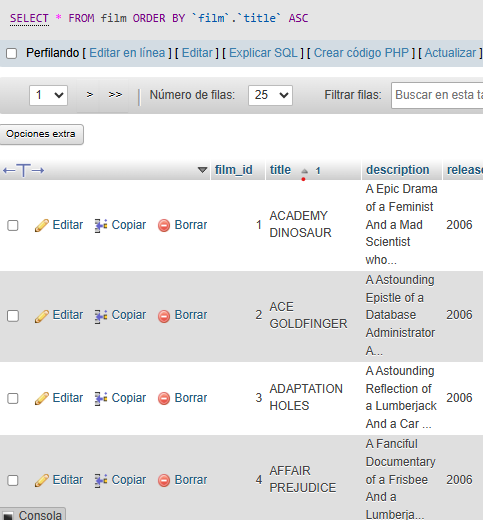 SELECT * FROM film ORDER BY `film`.`title` ASC
Perfilando [ Editar en línea ] [ Editar ] [ Explicar SQL ] [ Crear código PHP ] [ Actualizar ]
1 > >> | Número de filas: 25 Filtrar filas: Buscar en esta ta
Opciones extra
←T→ film_id title 1 description release
Editar Copiar Borrar 1 ACADEMY DINOSAUR
A Epic Drama
of a Feminist
And a Mad
Scientist
who...
2006
Editar Copiar Borrar 2 ACE GOLDFINGER
A Astounding
Epistle of a
Database
Administrator
A...
2006
Editar Copiar Borrar 3 ADAPTATION HOLES
A Astounding
Reflection of
a Lumberjack
And a Car ...
2006
Editar Copiar Borrar 4 AFFAIR PREJUDICE
A Fanciful
Documentary
of a Frisbee
And a
Lumberja...
2006
Consola